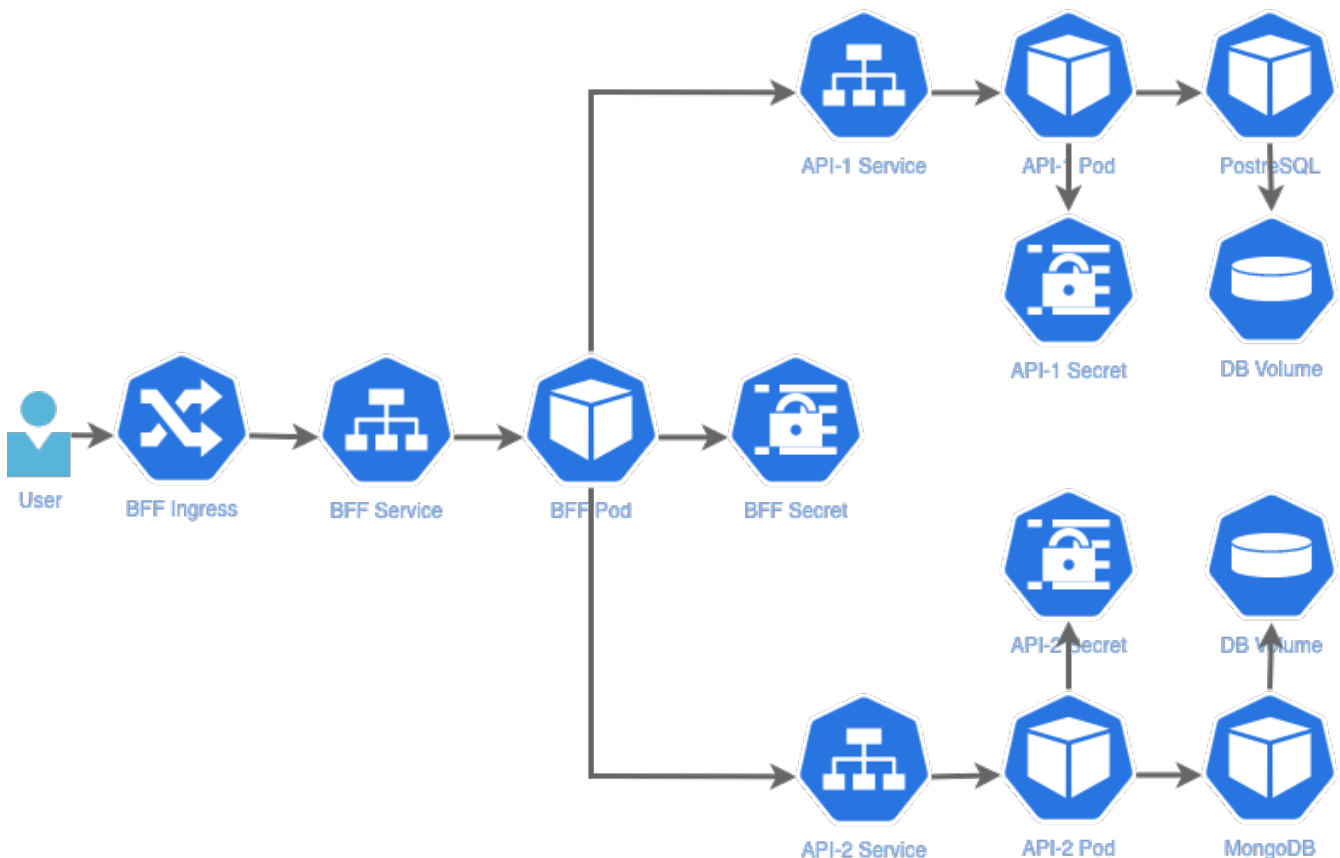 API-1 Service
API-1 Pod
PostreSQL
API-1 Secret
DB Volume
User
BFF Ingress
BFF Service
BFF Pod
BFF Secret
API-2 Secret
DB Volume
API-2 Service
API-2 Pod
MongoDB